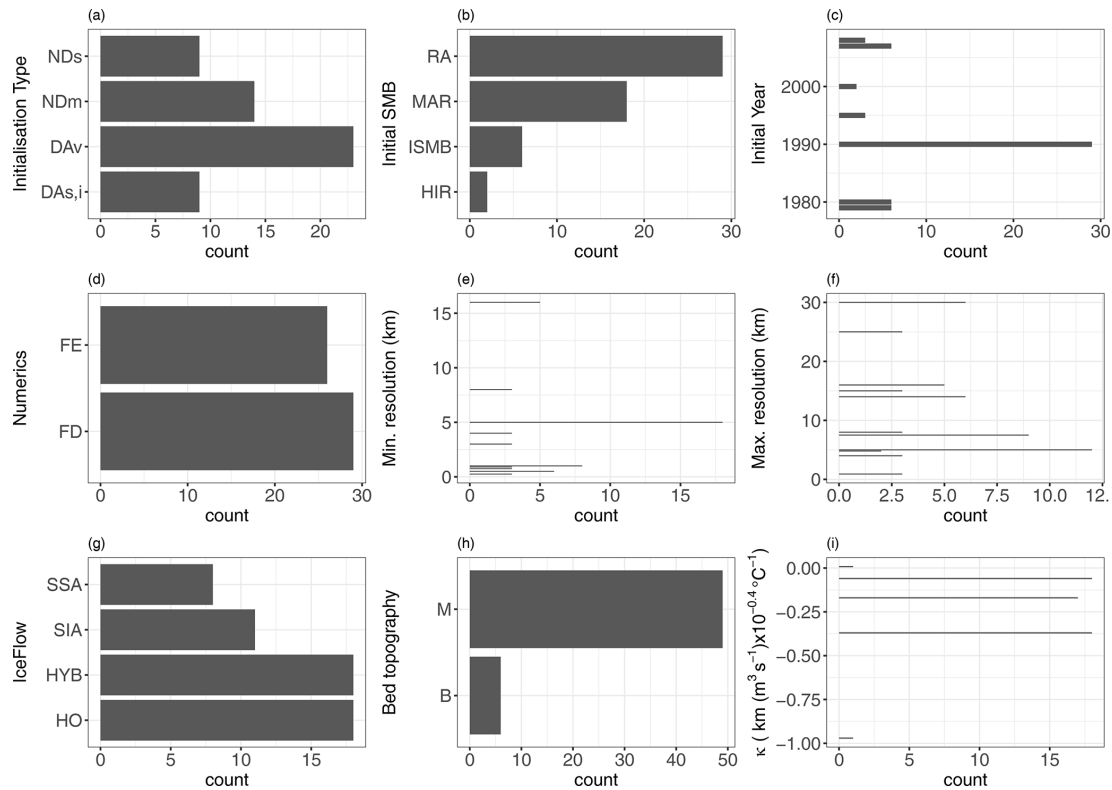 (a)
Initialisation Type
NDs
NDm
DAv
DAs,i
0 5 10 15 20
count
(b)
Initial SMB
RA
MAR
ISMB
HIR
0 10 20 30
count
(c)
Initial Year
2000
1990
1980
0 10 20 30
count
(d)
Numerics
FE
FD
0 10 20 30
count
(e)
Min. resolution (km)
15
10
5
0
0 5 10 15
count
(f)
Max. resolution (km)
30
20
10
0
0.0 2.5 5.0 7.5 10.0 12.
count
(g)
IceFlow
SSA
SIA
HYB
HO
0 5 10 15
count
(h)
Bed topography
M
B
0 10 20 30 40 50
count
(i)
κ ( km (m³ s⁻¹)x10⁻⁰·⁴ °C⁻¹)
0.00
−0.25
−0.50
−0.75
−1.00
0 5 10 15
count